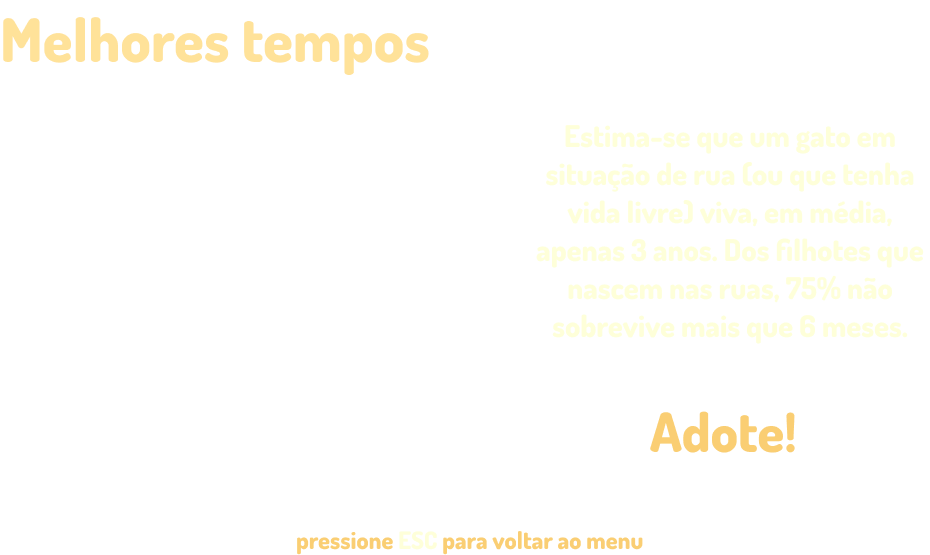 Melhores tempos
Estima-se que um gato em
situação de rua (ou que tenha
vida livre) viva, em média,
apenas 3 anos. Dos filhotes que
nascem nas ruas, 75% não
sobrevive mais que 6 meses.
Adote!
pressione ESC para voltar ao menu